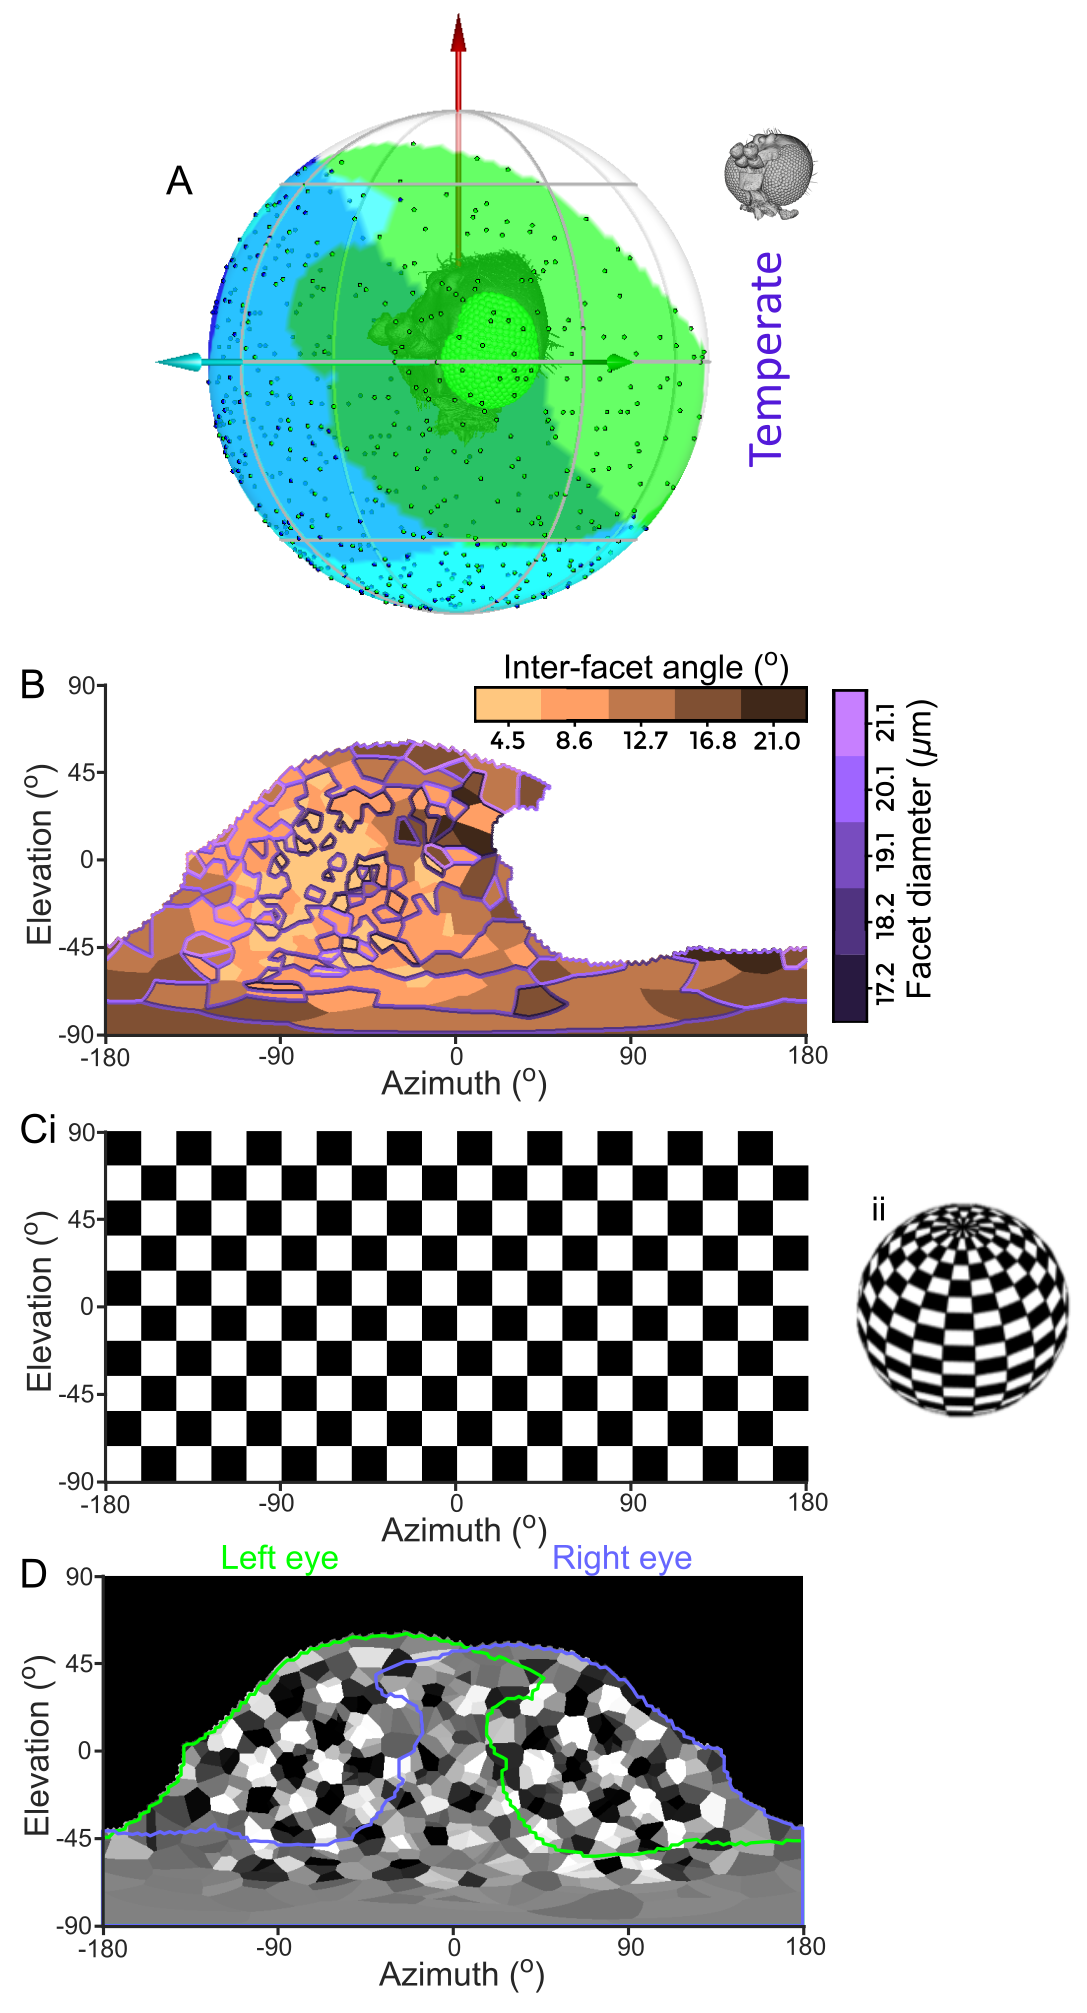 A
Temperate
B
Inter-facet angle (o)
4.5 8.6 12.7 16.8 21.0
90
45
0
-45
-90
Elevation (o)
-180 -90 0 90 180
Azimuth (o)
21.1
20.1
19.1
18.2
17.2
Facet diameter (µm)
Ci
90
45
0
-45
-90
Elevation (o)
-180 -90 0 90 180
Azimuth (o)
ii
D
Left eye Right eye
90
45
0
-45
-90
Elevation (o)
-180 -90 0 90 180
Azimuth (o)